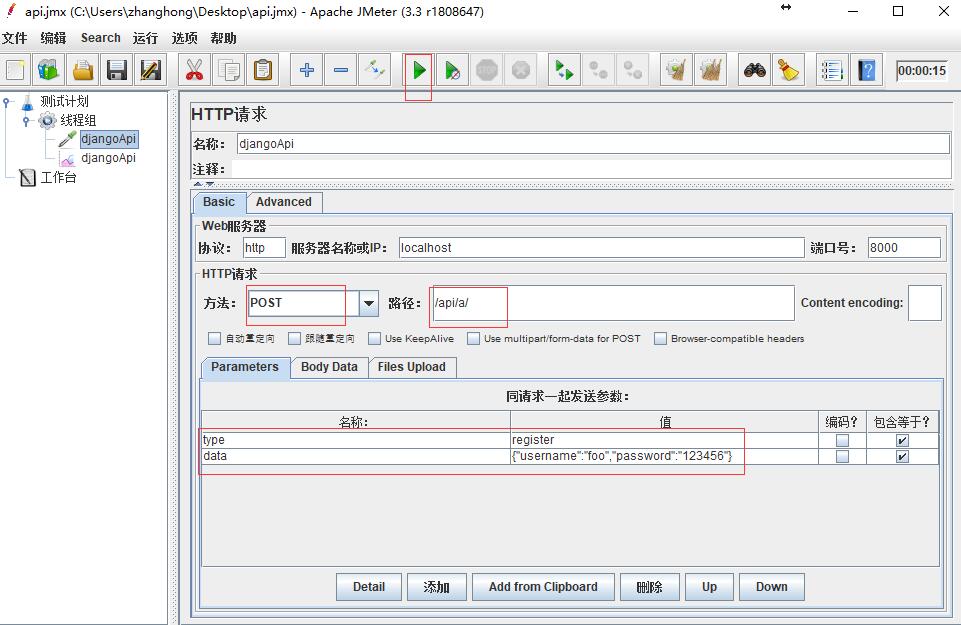 api.jmx (C:\Users\zhanghong\Desktop\api.jmx) - Apache JMeter (3.3 r1808647)
文件 编辑 Search 运行 选项 帮助
STOP
00:00:15
测试计划
线程组
djangoApi
djangoApi
工作台
HTTP请求
名称: djangoApi
注释:
Basic Advanced
Web服务器
协议: http 服务器名称或IP: localhost 端口号: 8000
HTTP请求
方法: POST 路径: /api/a/ Content encoding:
自动重定向 跟随重定向 Use KeepAlive Use multipart/form-data for POST Browser-compatible headers
Parameters Body Data Files Upload
同请求一起发送参数:
名称: 值 编码? 包含等于?
type register
data {"username":"foo","password":"123456"}
Detail 添加 Add from Clipboard 删除 Up Down